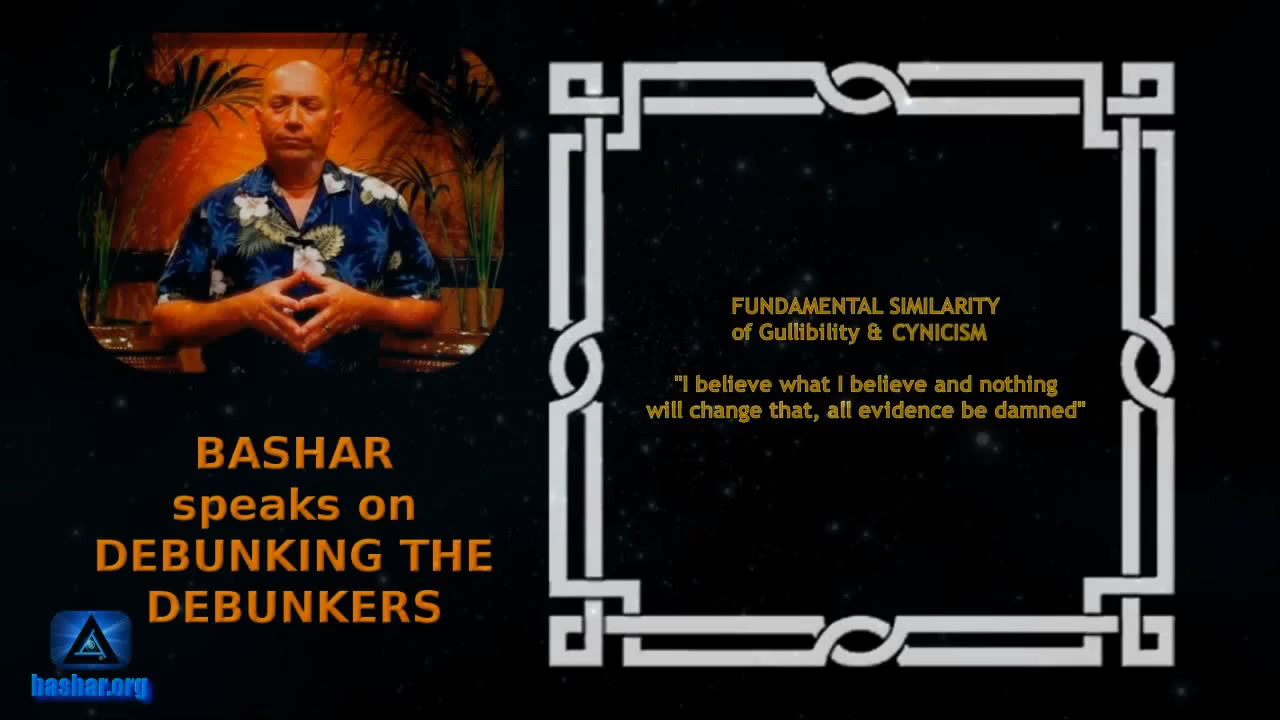 BASHAR
speaks on
DEBUNKING THE
DEBUNKERS
bashar.org
FUNDAMENTAL SIMILARITY
of Gullibility & CYNICISM
"I believe what I believe and nothing
will change that, all evidence be damned"